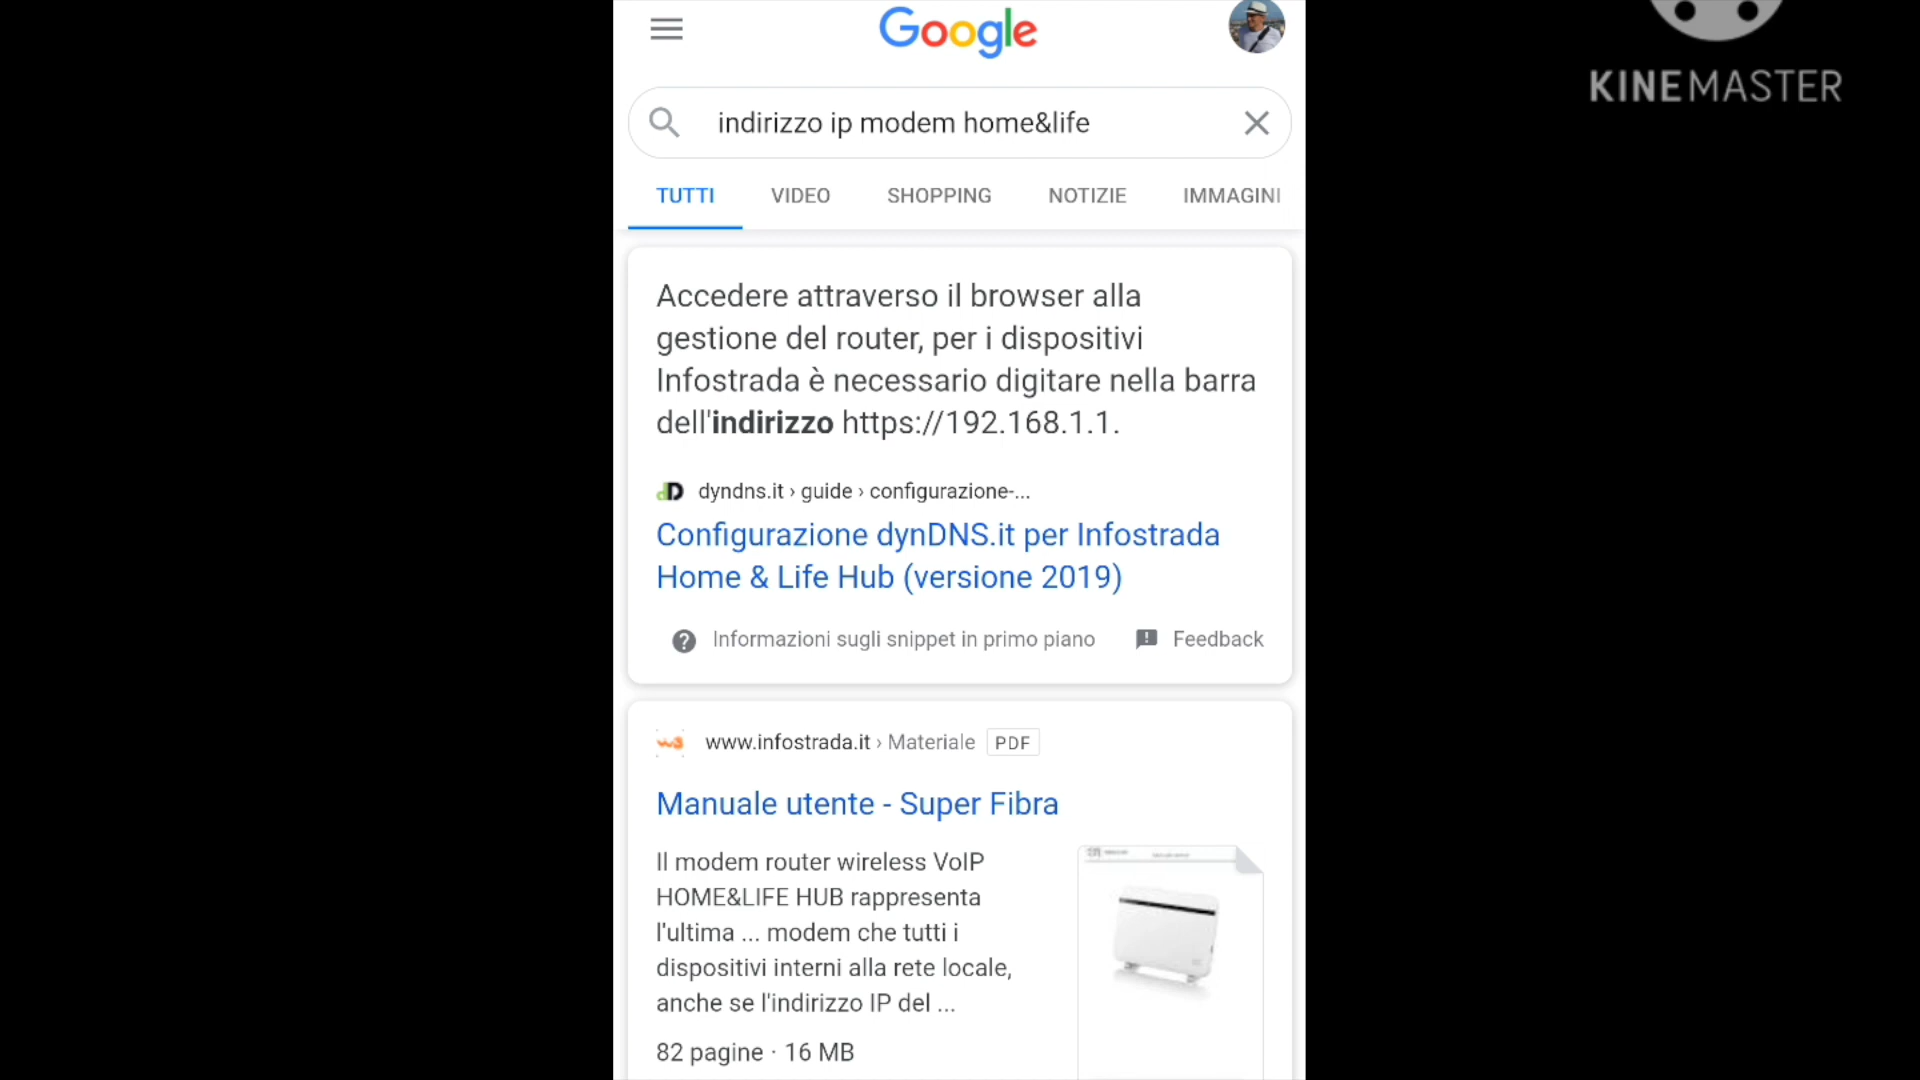 Google
KINEMASTER
indirizzo ip modem home&life
TUTTI VIDEO SHOPPING NOTIZIE IMMAGINI
Accedere attraverso il browser alla
gestione del router, per i dispositivi
Infostrada è necessario digitare nella barra
dell'indirizzo https://192.168.1.1.
dyndns.it › guide › configurazione-...
Configurazione dynDNS.it per Infostrada
Home & Life Hub (versione 2019)
Informazioni sugli snippet in primo piano Feedback
www.infostrada.it › Materiale PDF
Manuale utente - Super Fibra
Il modem router wireless VoIP
HOME&LIFE HUB rappresenta
l'ultima ... modem che tutti i
dispositivi interni alla rete locale,
anche se l'indirizzo IP del ...
82 pagine · 16 MB